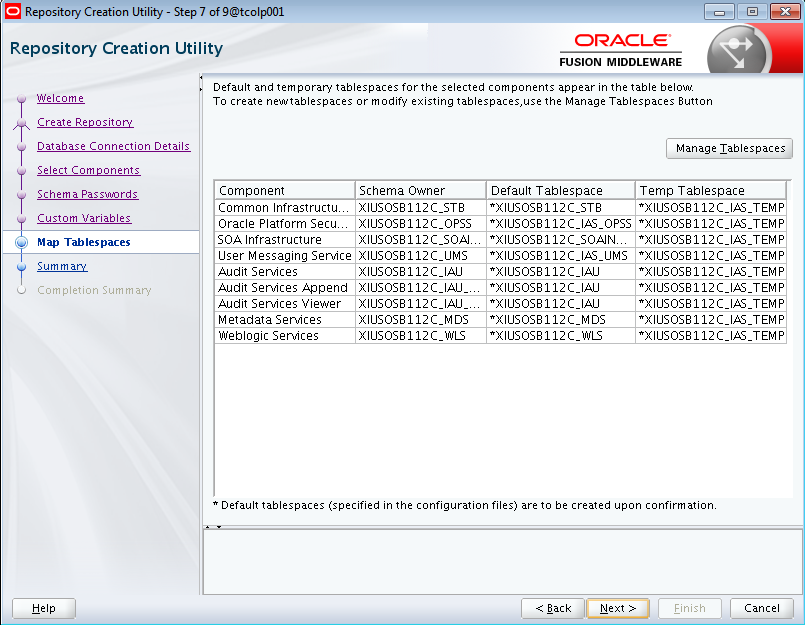 Repository Creation Utility - Step 7 of 9@tcolp001
Repository Creation Utility
ORACLE
FUSION MIDDLEWARE
Welcome
Create Repository
Database Connection Details
Select Components
Schema Passwords
Custom Variables
Map Tablespaces
Summary
Completion Summary
Default and temporary tablespaces for the selected components appear in the table below.
To create new tablespaces or modify existing tablespaces,use the Manage Tablespaces Button
Manage Tablespaces
Component Schema Owner Default Tablespace Temp Tablespace
Common Infrastructu... XIUSOSB112C_STB *XIUSOSB112C_STB *XIUSOSB112C_IAS_TEMP
Oracle Platform Secu... XIUSOSB112C_OPSS *XIUSOSB112C_IAS_OPSS *XIUSOSB112C_IAS_TEMP
SOA Infrastructure XIUSOSB112C_SOAI... *XIUSOSB112C_SOAIN... *XIUSOSB112C_IAS_TEMP
User Messaging Service XIUSOSB112C_UMS *XIUSOSB112C_IAS_UMS *XIUSOSB112C_IAS_TEMP
Audit Services XIUSOSB112C_IAU *XIUSOSB112C_IAU *XIUSOSB112C_IAS_TEMP
Audit Services Append XIUSOSB112C_IAU_... *XIUSOSB112C_IAU *XIUSOSB112C_IAS_TEMP
Audit Services Viewer XIUSOSB112C_IAU_... *XIUSOSB112C_IAU *XIUSOSB112C_IAS_TEMP
Metadata Services XIUSOSB112C_MDS *XIUSOSB112C_MDS *XIUSOSB112C_IAS_TEMP
Weblogic Services XIUSOSB112C_WLS *XIUSOSB112C_WLS *XIUSOSB112C_IAS_TEMP
* Default tablespaces (specified in the configuration files) are to be created upon confirmation.
Help < Back Next > Finish Cancel